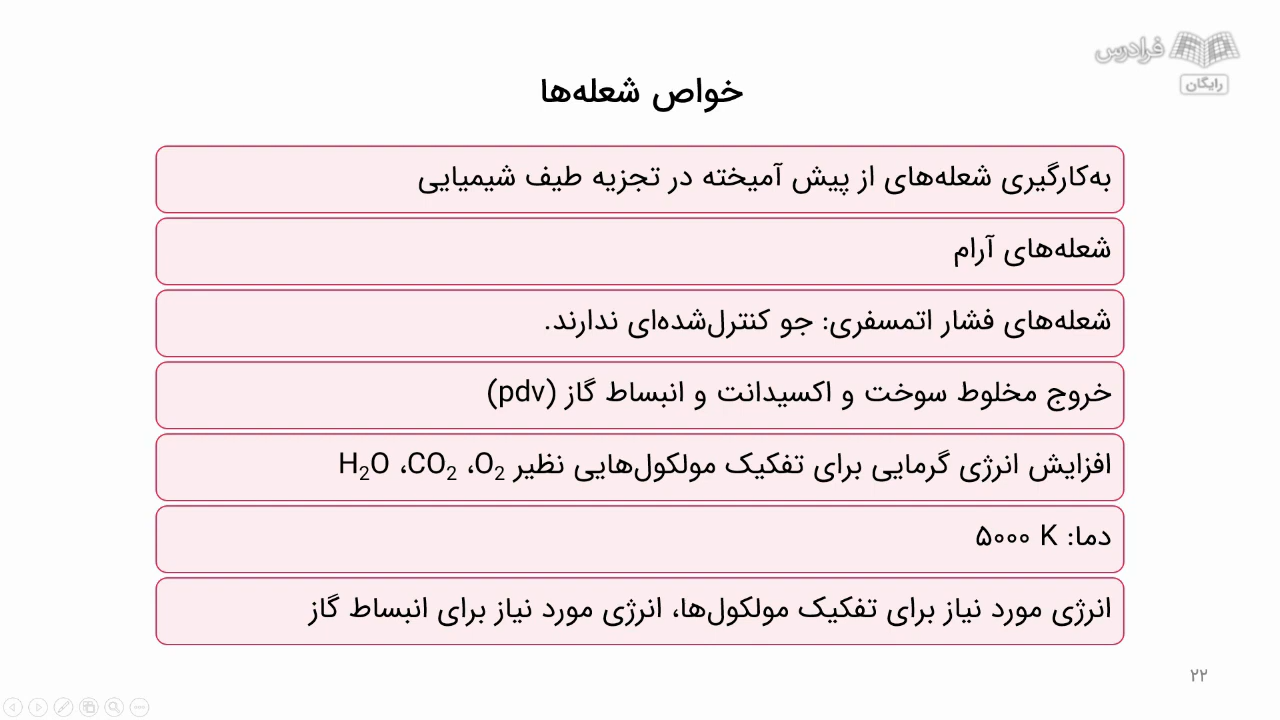 فرادرس
رایگان
خواص شعله‌ها
به‌کارگیری شعله‌های از پیش آمیخته در تجزیه طیف شیمیایی
شعله‌های آرام
شعله‌های فشار اتمسفری: جو کنترل‌شده‌ای ندارند.
خروج مخلوط سوخت و اکسیدانت و انبساط گاز (pdv)
افزایش انرژی گرمایی برای تفکیک مولکول‌هایی نظیر O₂، CO₂، H₂O
دما: ۵۰۰۰ K
انرژی مورد نیاز برای تفکیک مولکول‌ها، انرژی مورد نیاز برای انبساط گاز
۲۲